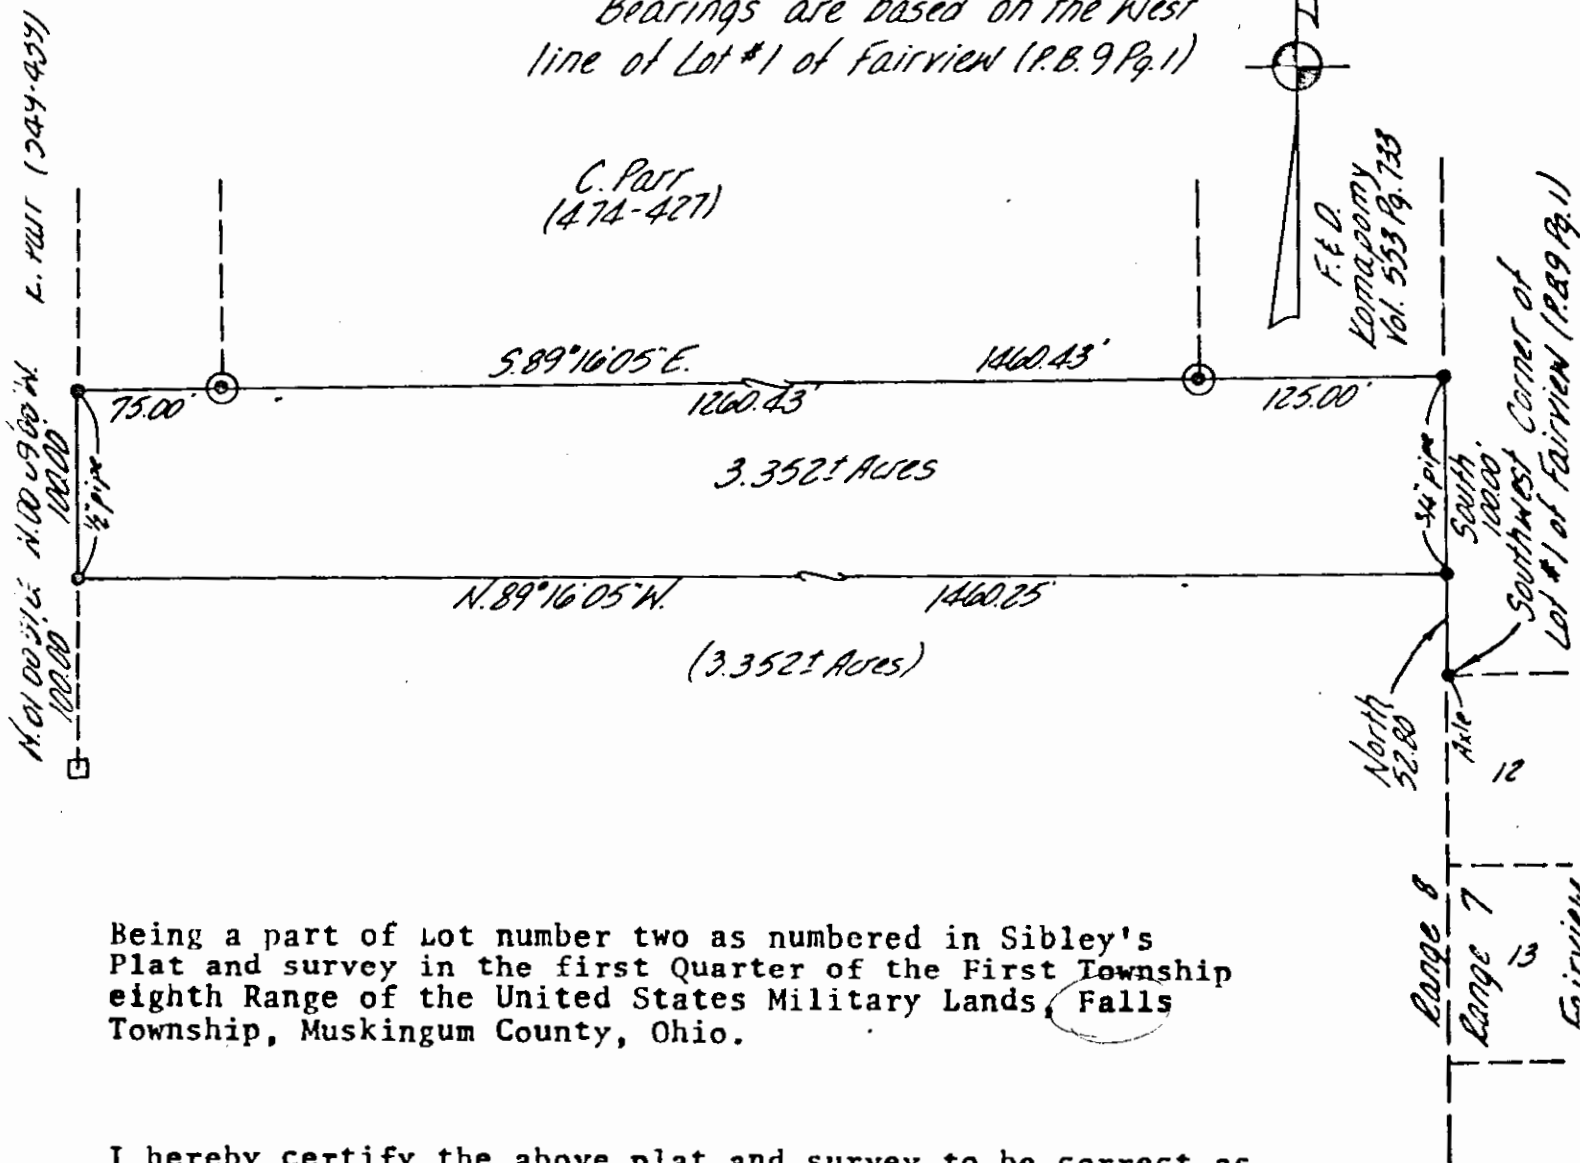 Bearings are based on the West
line of Lot #1 of Fairview (P.B. 9 Pg. 1)
C. Parr
(474-427)
F. & D.
Komapomy
Vol. 553 Pg. 733
Southwest Corner of
Lot #1 of Fairview (P.B.9 Pg.1)
S.89°16'05"E. 1460.43'
75.00' 1260.43' 125.00'
N.00 09'00"W.
100.00
½" pipe
3.352± Acres
¾" pipe
South
100.00'
N.89°16'05"W. 1460.25'
(3.352± Acres)
100.00
North
52.80
Axle
12
Range 8
Range 7
13
Fairview
Being a part of Lot number two as numbered in Sibley's
Plat and survey in the first Quarter of the First Township
eighth Range of the United States Military Lands, Falls
Township, Muskingum County, Ohio.
I hereby certify the above plat and survey to be correct as